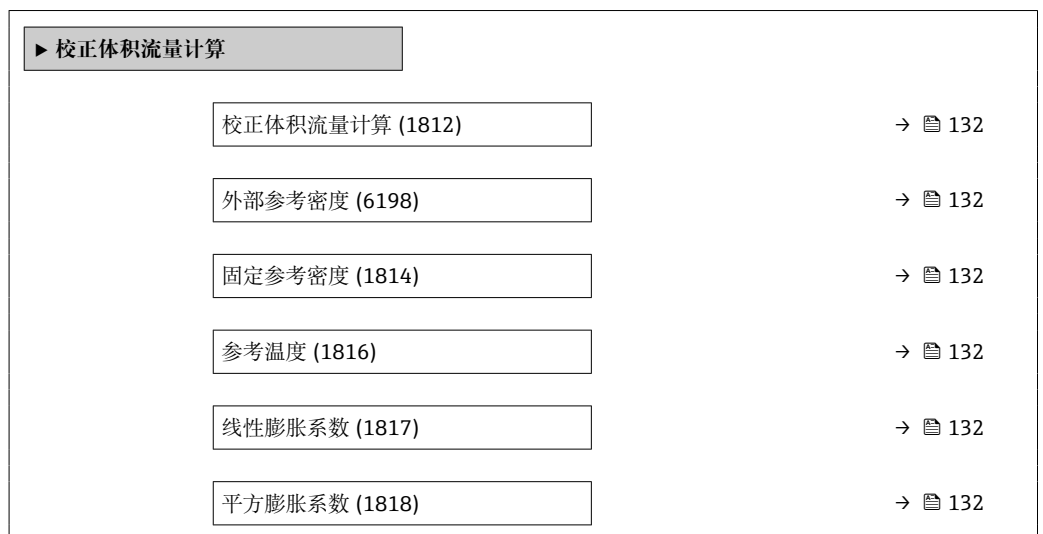 ▶ 校正体积流量计算
校正体积流量计算 (1812) → 132
外部参考密度 (6198) → 132
固定参考密度 (1814) → 132
参考温度 (1816) → 132
线性膨胀系数 (1817) → 132
平方膨胀系数 (1818) → 132